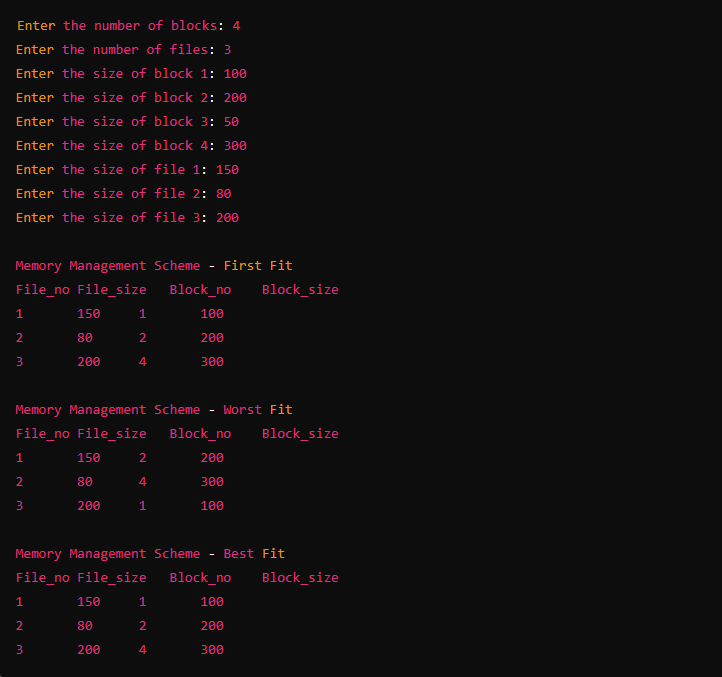 Enter the number of blocks: 4
Enter the number of files: 3
Enter the size of block 1: 100
Enter the size of block 2: 200
Enter the size of block 3: 50
Enter the size of block 4: 300
Enter the size of file 1: 150
Enter the size of file 2: 80
Enter the size of file 3: 200

Memory Management Scheme - First Fit
File_no File_size   Block_no    Block_size
1       150     1       100
2       80      2       200
3       200     4       300

Memory Management Scheme - Worst Fit
File_no File_size   Block_no    Block_size
1       150     2       200
2       80      4       300
3       200     1       100

Memory Management Scheme - Best Fit
File_no File_size   Block_no    Block_size
1       150     1       100
2       80      2       200
3       200     4       300